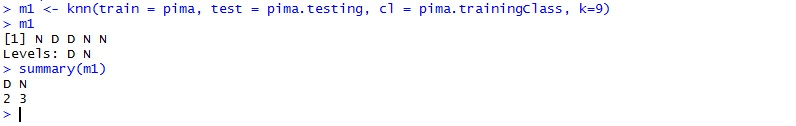 > m1 <- knn(train = pima, test = pima.testing, cl = pima.trainingClass, k=9)
> m1
[1] N D D N N
Levels: D N
> summary(m1)
D N
2 3
>